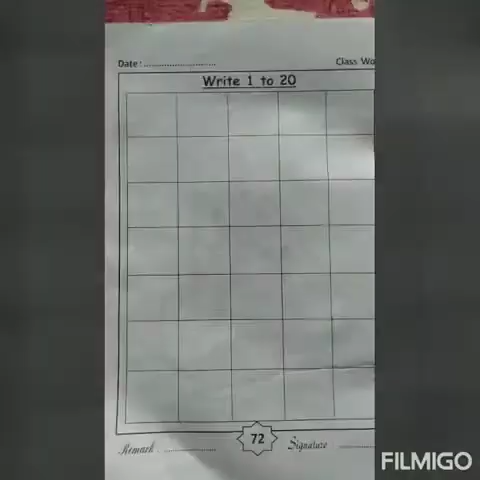 Date : ..........................
Class Wo
Write 1 to 20
72
Remark ..................
Signature ..........
FILMIGO